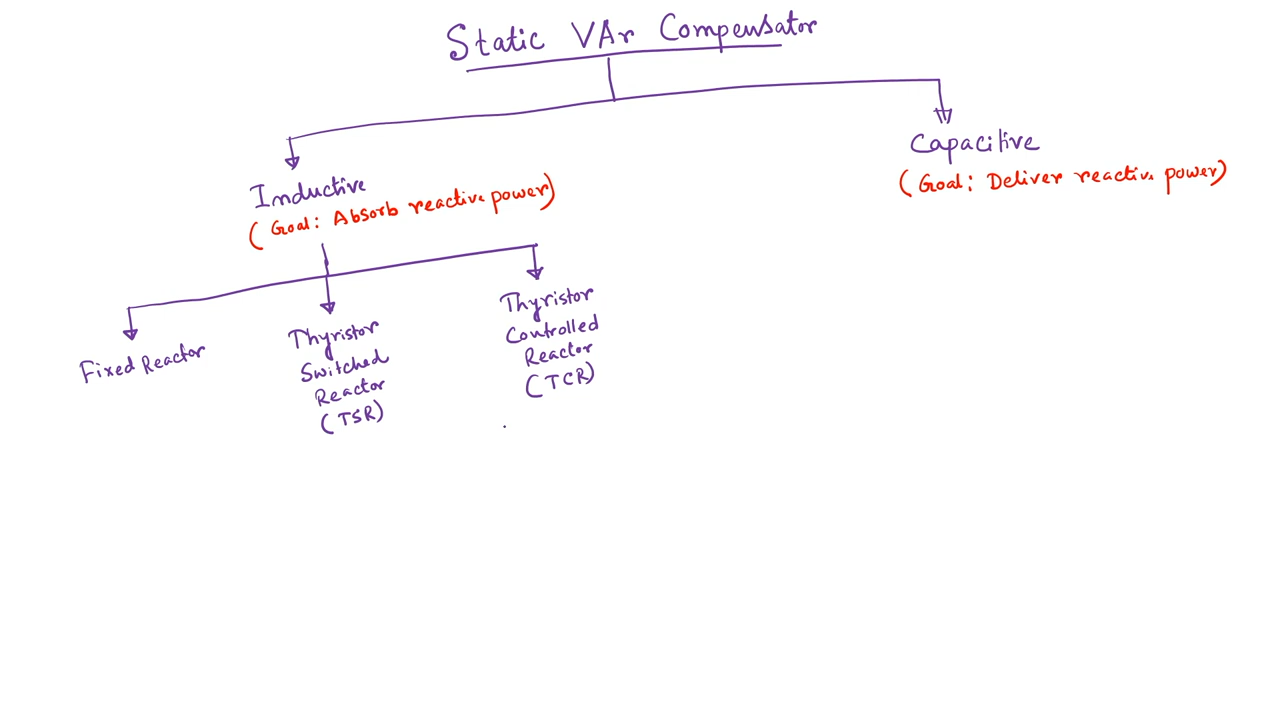 Static VAr Compensator
Inductive
(Goal: Absorb reactive power)
Capacitive
(Goal: Deliver reactive power)
Fixed Reactor
Thyristor
Switched
Reactor
(TSR)
Thyristor
Controlled
Reactor
(TCR)